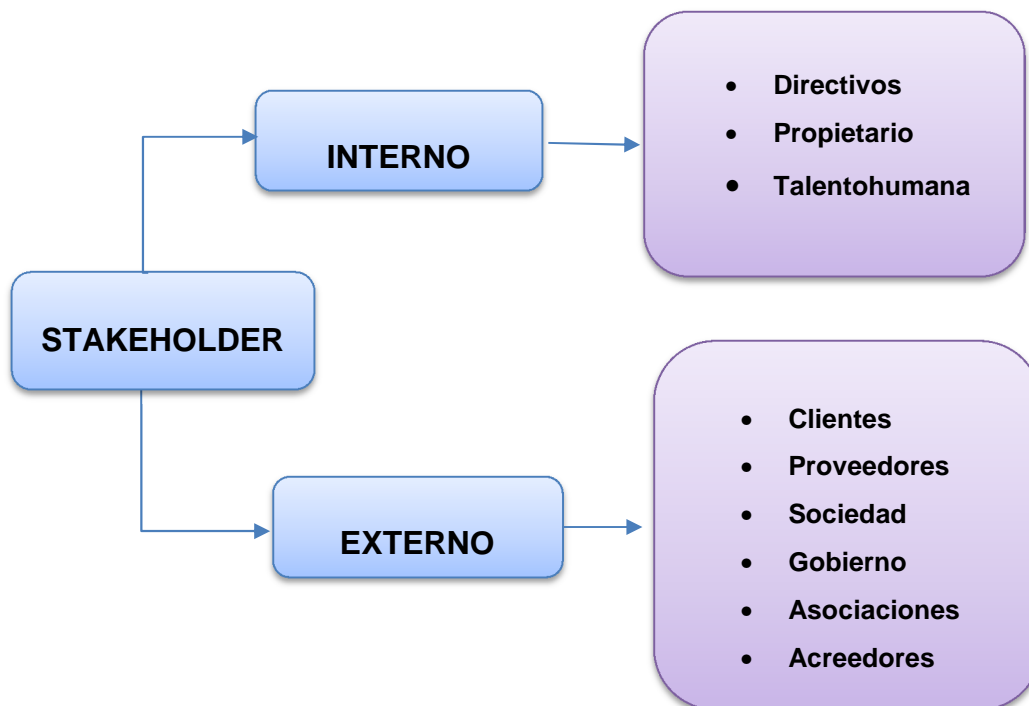 STAKEHOLDER
INTERNO
• Directivos
• Propietario
• Talentohumana
EXTERNO
• Clientes
• Proveedores
• Sociedad
• Gobierno
• Asociaciones
• Acreedores